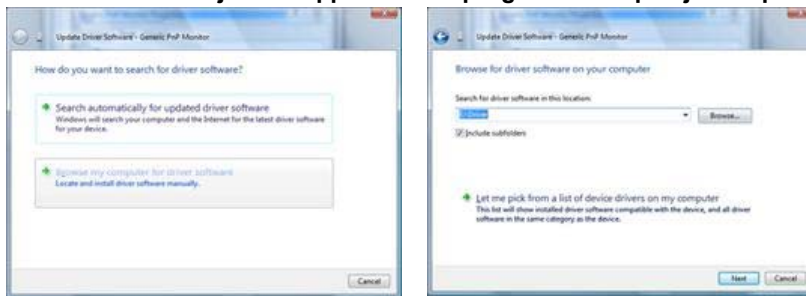 Update Driver Software - Generic PnP Monitor
How do you want to search for driver software?
Search automatically for updated driver software
Windows will search your computer and the Internet for the latest driver software
for your device.
Browse my computer for driver software
Locate and install driver software manually.
Cancel
Update Driver Software - Generic PnP Monitor
Browse for driver software on your computer
Search for driver software in this location:
Browse...
Include subfolders
Let me pick from a list of device drivers on my computer
This list will show installed driver software compatible with the device, and all driver
software in the same category as the device.
Next
Cancel